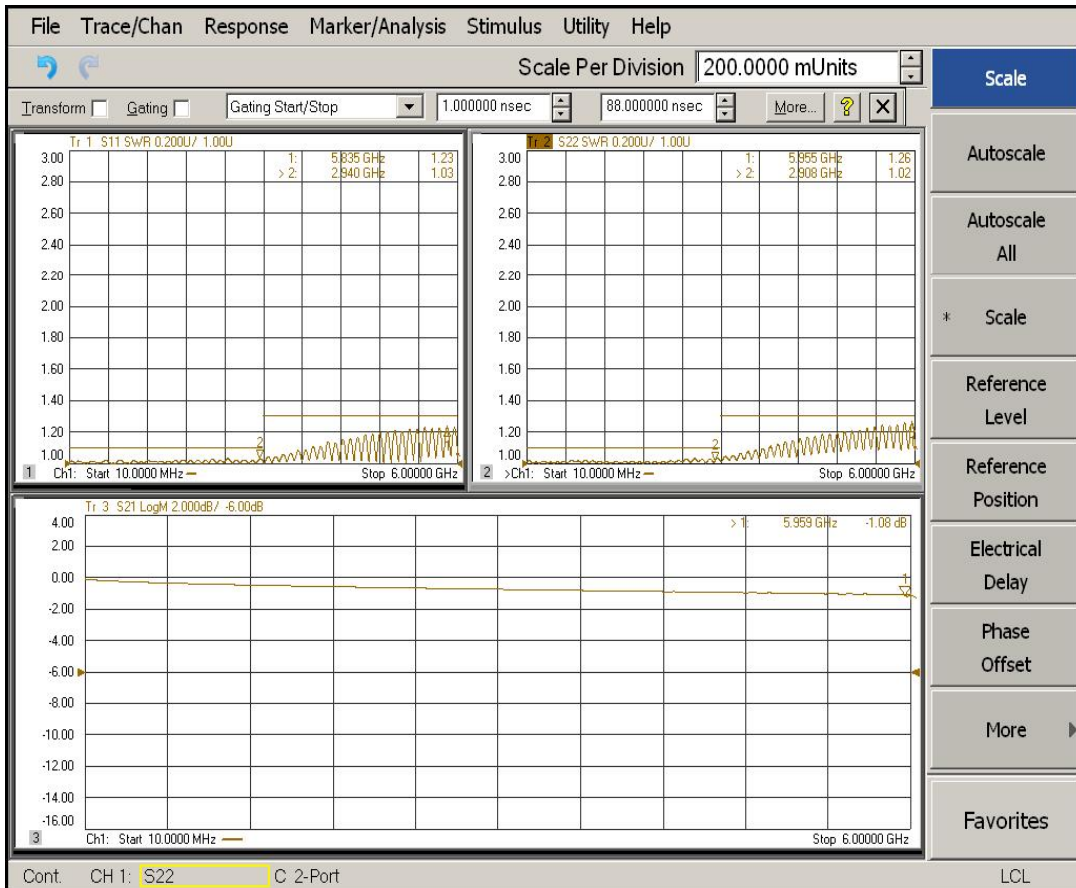 File Trace/Chan Response Marker/Analysis Stimulus Utility Help
Scale Per Division 200.0000 mUnits
Transform Gating Gating Start/Stop 1.000000 nsec 88.000000 nsec More... ? X
Tr 1 S11 SWR 0.200U/ 1.00U
1: 5.835 GHz 1.23
> 2: 2.940 GHz 1.03
3.00
2.80
2.60
2.40
2.20
2.00
1.80
1.60
1.40
1.20
1.00
2
1
1 Ch1: Start 10.0000 MHz Stop 6.00000 GHz
Tr 2 S22 SWR 0.200U/ 1.00U
1: 5.955 GHz 1.26
> 2: 2.908 GHz 1.02
3.00
2.80
2.60
2.40
2.20
2.00
1.80
1.60
1.40
1.20
1.00
2
2 >Ch1: Start 10.0000 MHz Stop 6.00000 GHz
Tr 3 S21 LogM 2.000dB/ -6.00dB
> 1: 5.959 GHz -1.08 dB
4.00
2.00
0.00
-2.00
-4.00
-6.00
-8.00
-10.00
-12.00
-14.00
-16.00
1
3 Ch1: Start 10.0000 MHz Stop 6.00000 GHz
Scale
Autoscale
Autoscale
All
* Scale
Reference
Level
Reference
Position
Electrical
Delay
Phase
Offset
More
Favorites
Cont. CH 1: S22 C 2-Port LCL